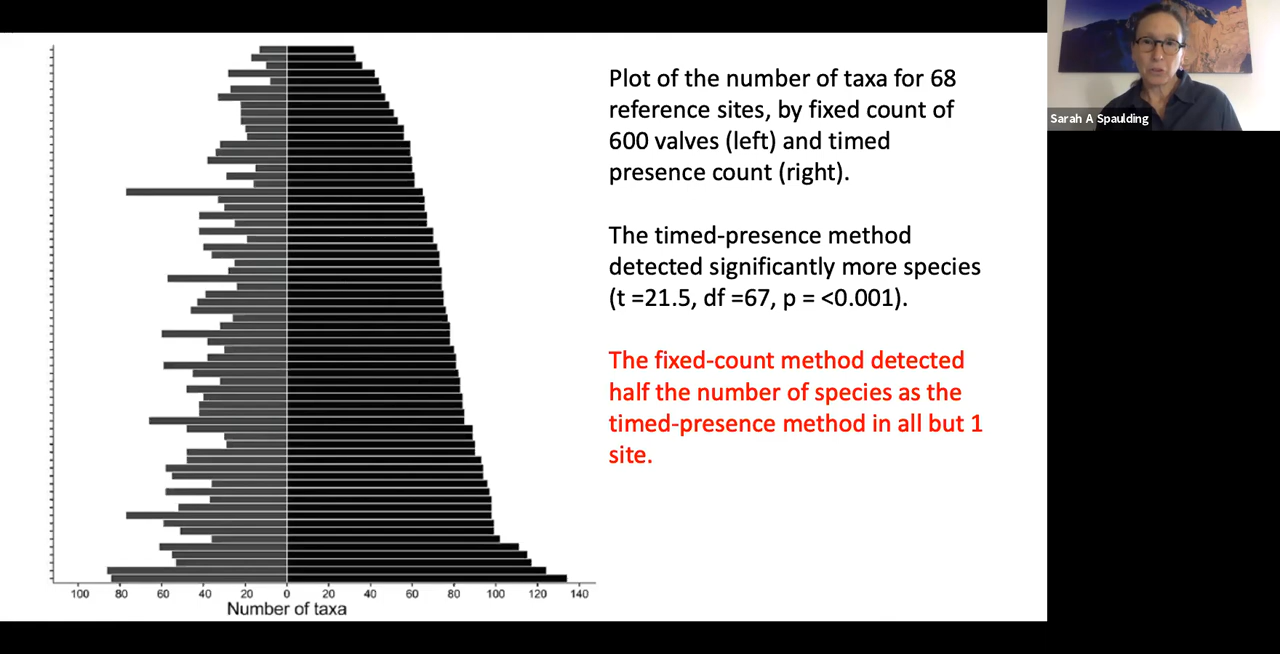 Plot of the number of taxa for 68
reference sites, by fixed count of
600 valves (left) and timed
presence count (right).
The timed-presence method
detected significantly more species
(t =21.5, df =67, p = <0.001).
The fixed-count method detected
half the number of species as the
timed-presence method in all but 1
site.
100 80 60 40 20 0 20 40 60 80 100 120 140
Number of taxa
Sarah A Spaulding